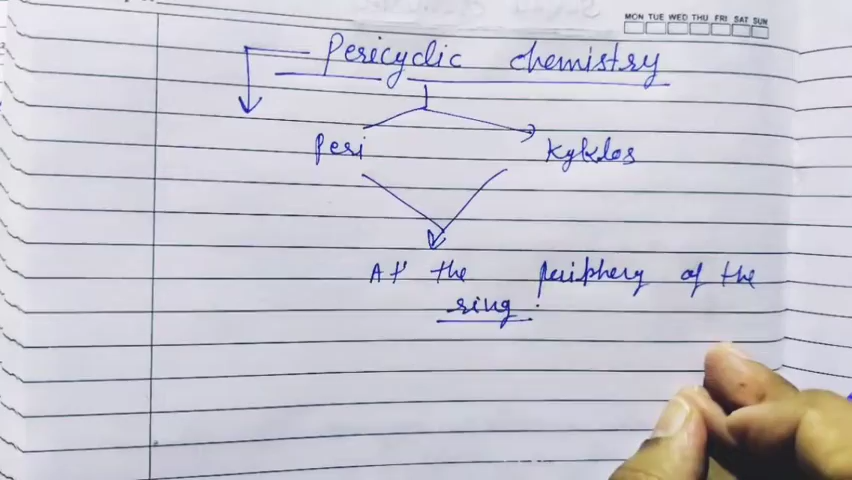 MON TUE WED THU FRI SAT SUN
Pericyclic chemistry
Peri Kyklos
At the periphery of the
ring.